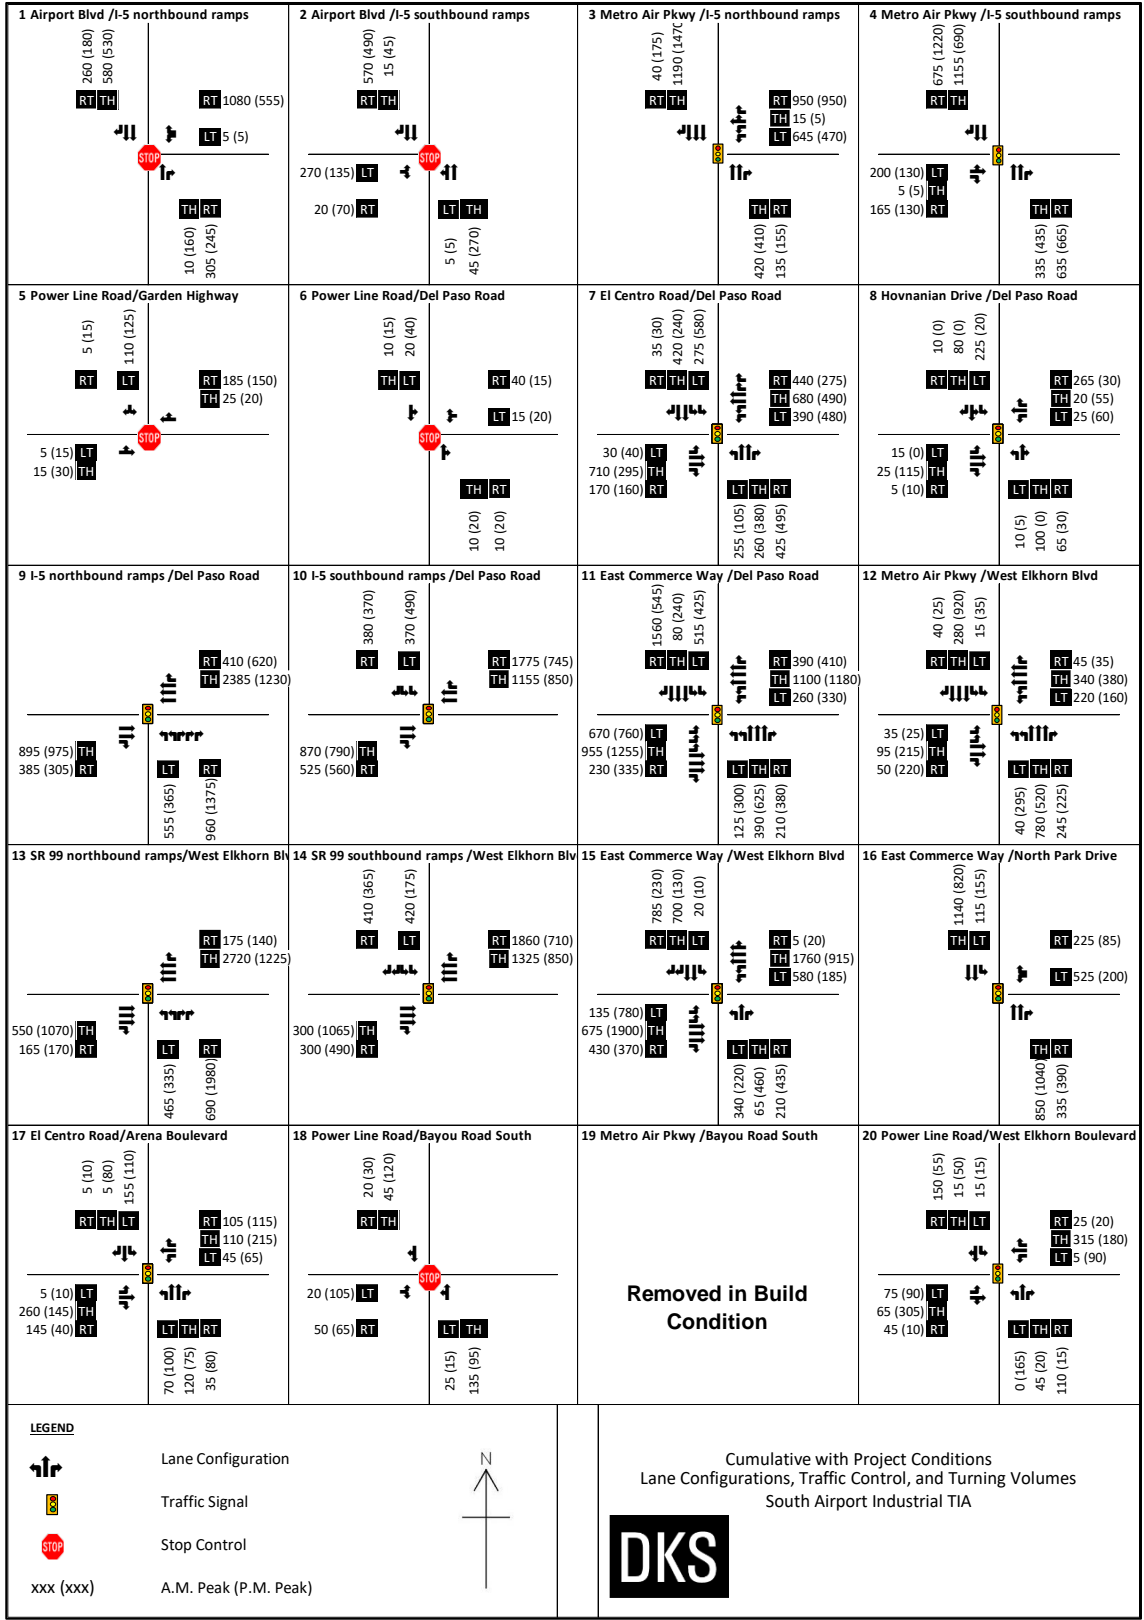 1 Airport Blvd /I-5 northbound ramps
260 (180)
580 (530)
RT TH
RT 1080 (555)
LT 5 (5)
STOP
TH RT
10 (160)
305 (245)
2 Airport Blvd /I-5 southbound ramps
570 (490)
15 (45)
RT TH
STOP
270 (135) LT
20 (70) RT
LT TH
5 (5)
45 (270)
3 Metro Air Pkwy /I-5 northbound ramps
40 (175)
1190 (1470
RT TH
RT 950 (950)
TH 15 (5)
LT 645 (470)
TH RT
420 (410)
135 (155)
4 Metro Air Pkwy /I-5 southbound ramps
675 (1220)
1155 (690)
RT TH
200 (130) LT
5 (5) TH
165 (130) RT
TH RT
335 (435)
635 (665)
5 Power Line Road/Garden Highway
5 (15)
110 (125)
RT LT
RT 185 (150)
TH 25 (20)
STOP
5 (15) LT
15 (30) TH
6 Power Line Road/Del Paso Road
10 (15)
20 (40)
TH LT
RT 40 (15)
LT 15 (20)
STOP
TH RT
10 (20)
10 (20)
7 El Centro Road/Del Paso Road
35 (30)
420 (240)
275 (580)
RT TH LT
RT 440 (275)
TH 680 (490)
LT 390 (480)
30 (40) LT
710 (295) TH
170 (160) RT
LT TH RT
255 (105)
260 (380)
425 (495)
8 Hovnanian Drive /Del Paso Road
10 (0)
80 (0)
225 (20)
RT TH LT
RT 265 (30)
TH 20 (55)
LT 25 (60)
15 (0) LT
25 (115) TH
5 (10) RT
LT TH RT
10 (5)
100 (0)
65 (30)
9 I-5 northbound ramps /Del Paso Road
RT 410 (620)
TH 2385 (1230)
895 (975) TH
385 (305) RT
LT RT
555 (365)
960 (1375)
10 I-5 southbound ramps /Del Paso Road
380 (370)
370 (490)
RT LT
RT 1775 (745)
TH 1155 (850)
870 (790) TH
525 (560) RT
11 East Commerce Way /Del Paso Road
1560 (545)
80 (240)
515 (425)
RT TH LT
RT 390 (410)
TH 1100 (1180)
LT 260 (330)
670 (760) LT
955 (1255) TH
230 (335) RT
LT TH RT
125 (300)
390 (625)
210 (380)
12 Metro Air Pkwy /West Elkhorn Blvd
40 (25)
280 (920)
15 (35)
RT TH LT
RT 45 (35)
TH 340 (380)
LT 220 (160)
35 (25) LT
95 (215) TH
50 (220) RT
LT TH RT
40 (295)
780 (520)
245 (225)
13 SR 99 northbound ramps/West Elkhorn Blv
RT 175 (140)
TH 2720 (1225)
550 (1070) TH
165 (170) RT
LT RT
465 (335)
690 (1980)
14 SR 99 southbound ramps /West Elkhorn Blv
410 (365)
420 (175)
RT LT
RT 1860 (710)
TH 1325 (850)
300 (1065) TH
300 (490) RT
15 East Commerce Way /West Elkhorn Blvd
785 (230)
700 (130)
20 (10)
RT TH LT
RT 5 (20)
TH 1760 (915)
LT 580 (185)
135 (780) LT
675 (1900) TH
430 (370) RT
LT TH RT
340 (220)
65 (460)
210 (435)
16 East Commerce Way /North Park Drive
1140 (820)
115 (155)
TH LT
RT 225 (85)
LT 525 (200)
TH RT
850 (1040)
335 (390)
17 El Centro Road/Arena Boulevard
5 (10)
5 (80)
155 (110)
RT TH LT
RT 105 (115)
TH 110 (215)
LT 45 (65)
5 (10) LT
260 (145) TH
145 (40) RT
LT TH RT
70 (100)
120 (75)
35 (80)
18 Power Line Road/Bayou Road South
20 (30)
45 (120)
RT TH
STOP
20 (105) LT
50 (65) RT
LT TH
25 (15)
135 (95)
19 Metro Air Pkwy /Bayou Road South
Removed in Build
Condition
20 Power Line Road/West Elkhorn Boulevard
150 (55)
15 (50)
15 (15)
RT TH LT
RT 25 (20)
TH 315 (180)
LT 5 (90)
75 (90) LT
65 (305) TH
45 (10) RT
LT TH RT
0 (165)
45 (20)
110 (15)
LEGEND
Lane Configuration
Traffic Signal
STOP Stop Control
xxx (xxx) A.M. Peak (P.M. Peak)
N
Cumulative with Project Conditions
Lane Configurations, Traffic Control, and Turning Volumes
South Airport Industrial TIA
DKS